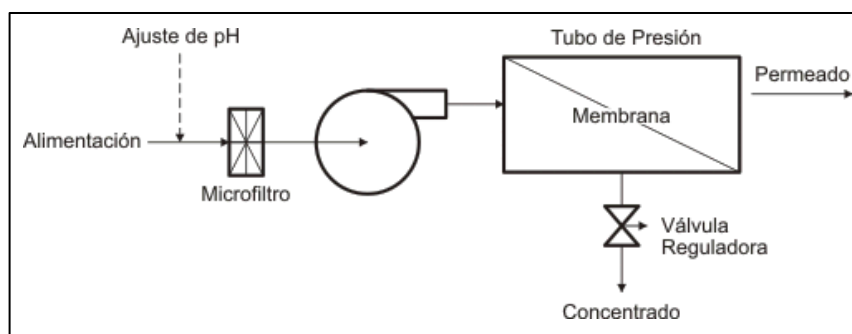 Ajuste de pH
Tubo de Presión
Permeado
Alimentación
Membrana
Microfiltro
Válvula
Reguladora
Concentrado